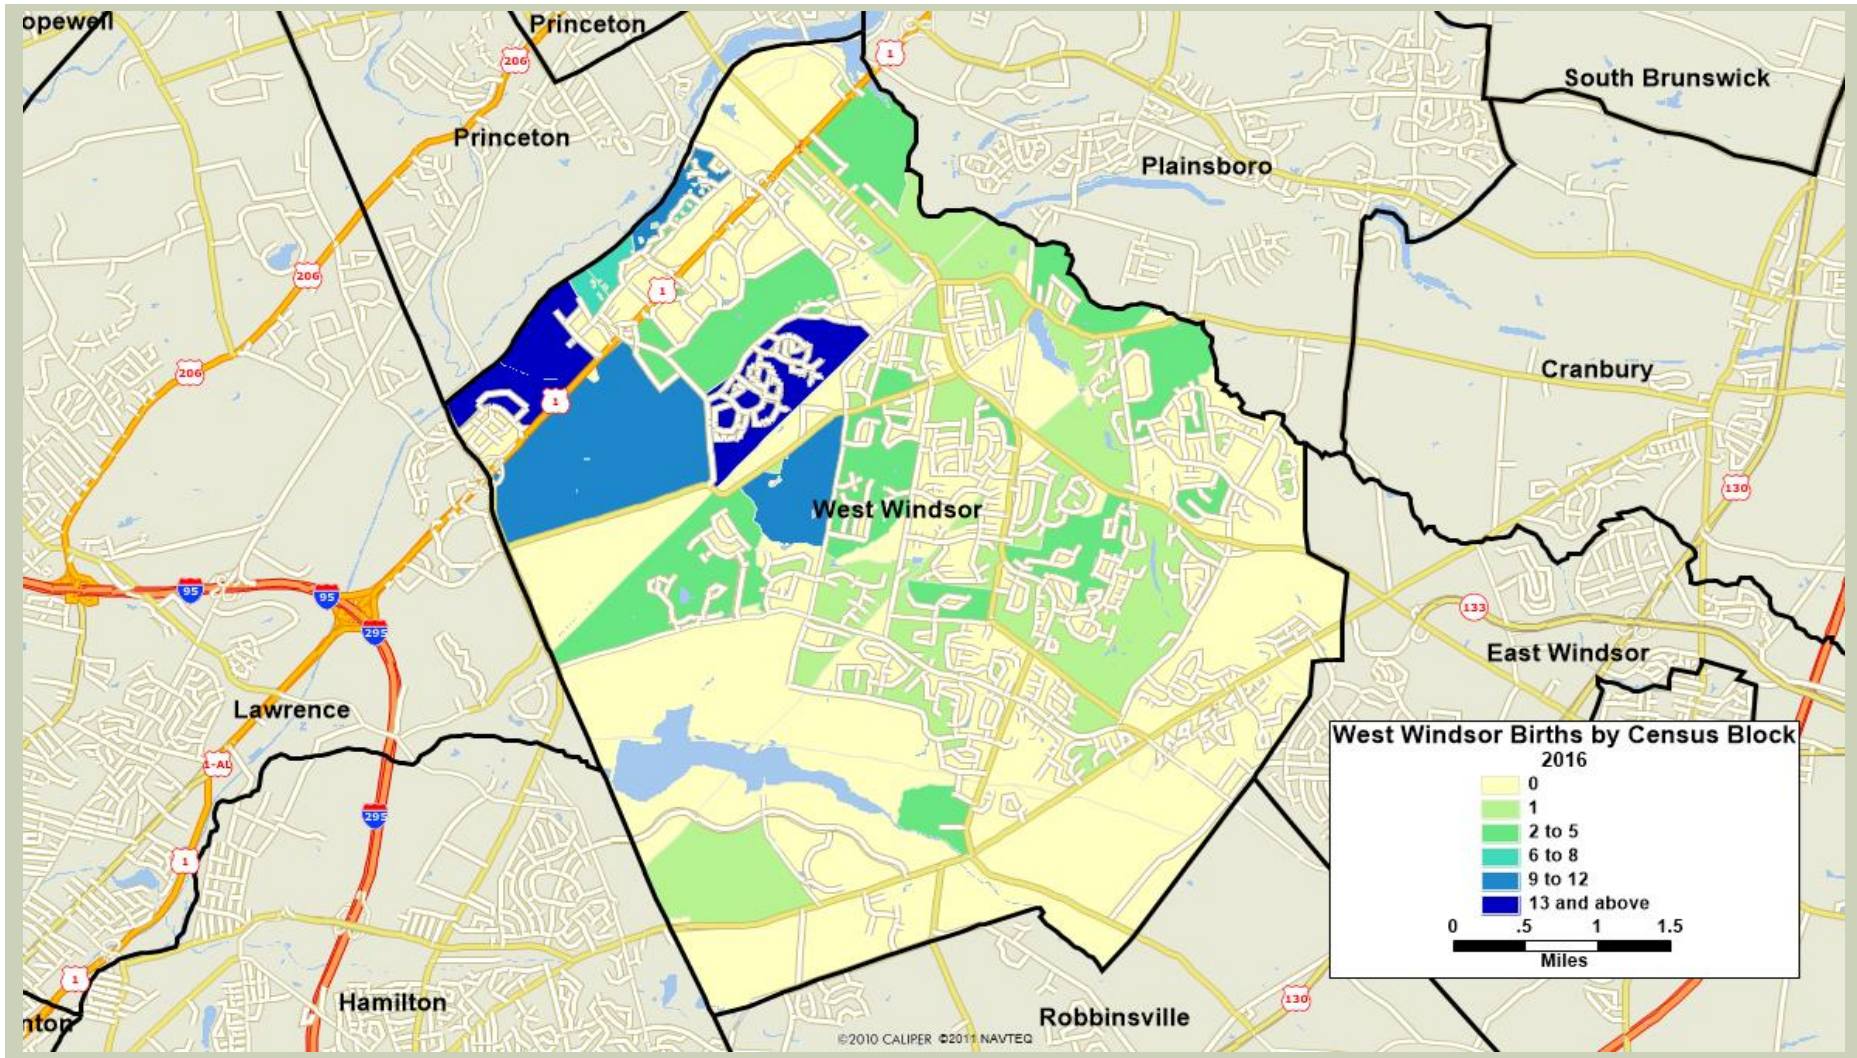 opewell
Princeton
206
1
South Brunswick
Princeton
Plainsboro
206
1
206
1
Cranbury
130
West Windsor
95
95
295
133
East Windsor
Lawrence
1-AL
295
1
West Windsor Births by Census Block
2016
0
1
2 to 5
6 to 8
9 to 12
13 and above
0 .5 1 1.5
Miles
1
Hamilton
130
nton
Robbinsville
©2010 CALIPER ©2011 NAVTEQ